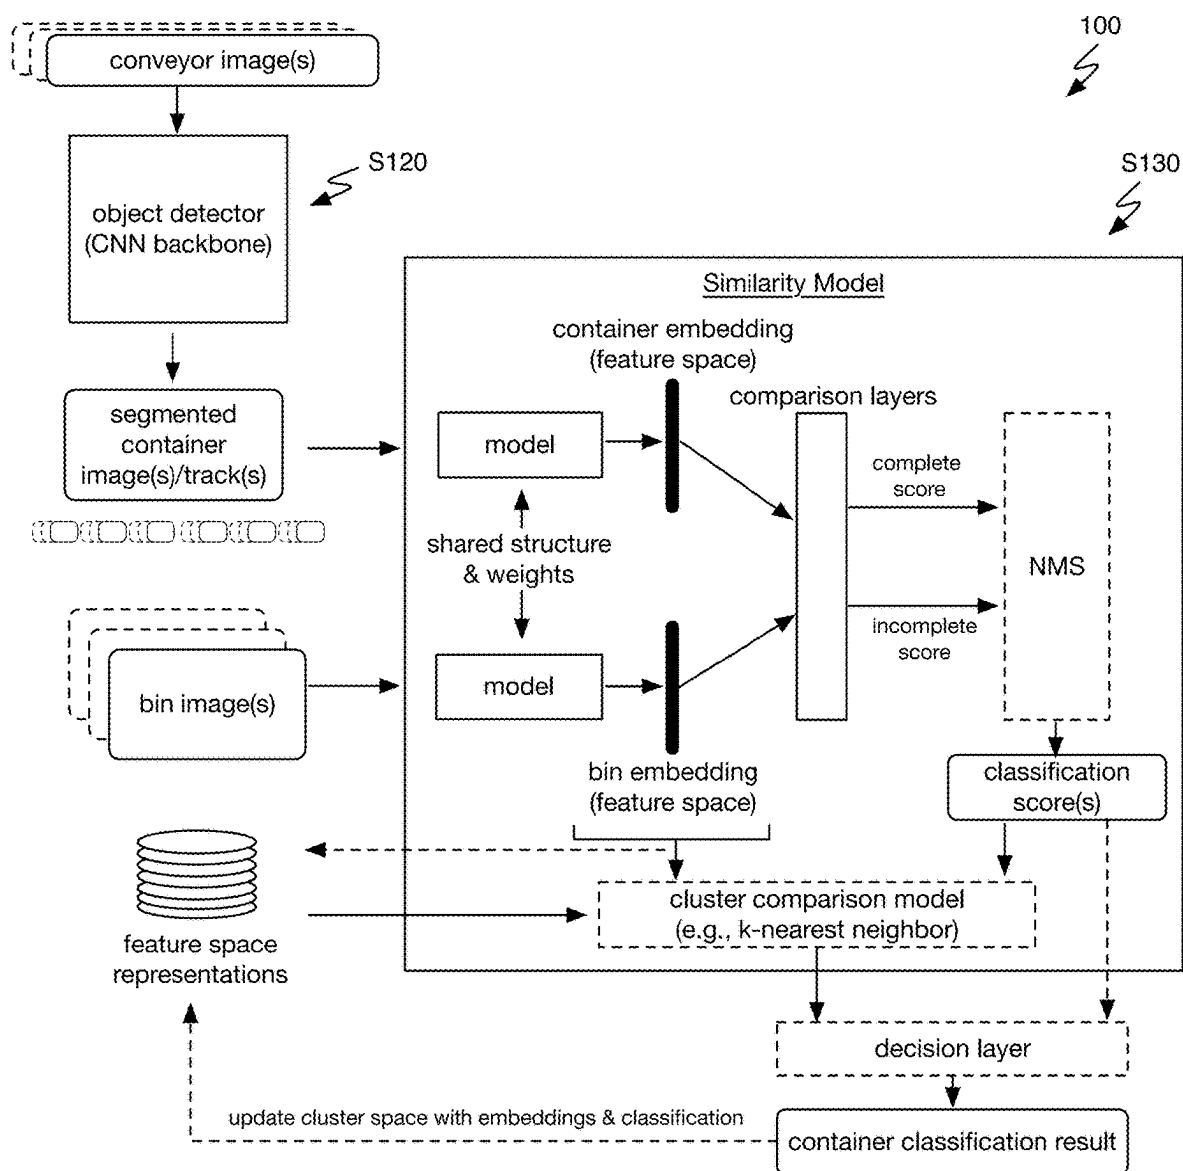 100
conveyor image(s)
S120
S130
object detector
(CNN backbone)
Similarity Model
container embedding
(feature space)
comparison layers
segmented
container
image(s)/track(s)
model
complete
score
shared structure
& weights
NMS
incomplete
score
bin image(s)
model
bin embedding
(feature space)
classification
score(s)
cluster comparison model
(e.g., k-nearest neighbor)
feature space
representations
decision layer
update cluster space with embeddings & classification
container classification result